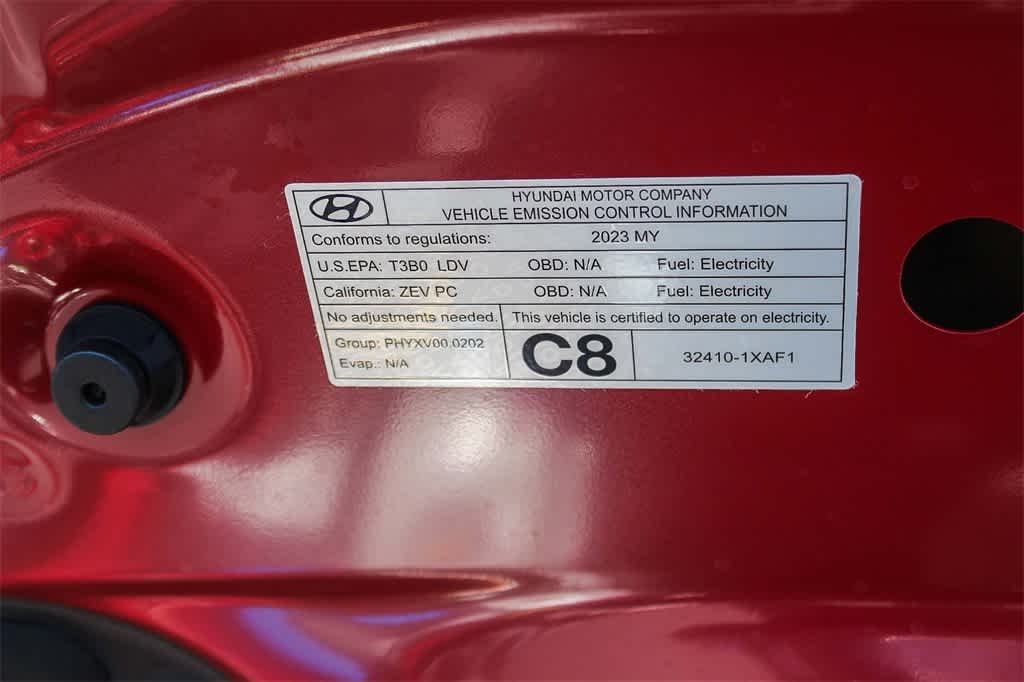 HYUNDAI MOTOR COMPANY
VEHICLE EMISSION CONTROL INFORMATION
Conforms to regulations: 2023 MY
U.S.EPA: T3B0 LDV OBD: N/A Fuel: Electricity
California: ZEV PC OBD: N/A Fuel: Electricity
No adjustments needed. This vehicle is certified to operate on electricity.
Group: PHYXV00.0202
Evap.: N/A
C8
32410-1XAF1